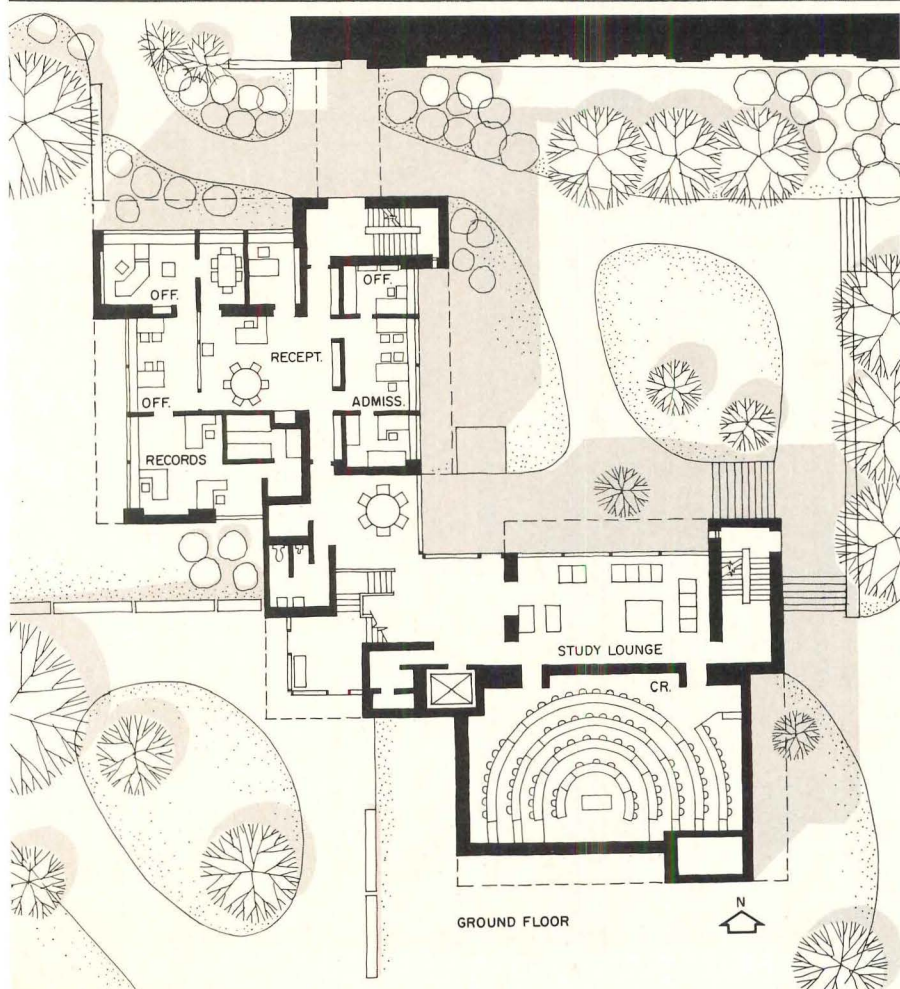 OFF.
OFF.
RECEPT.
OFF.
ADMISS.
RECORDS
STUDY LOUNGE
CR.
GROUND FLOOR
N